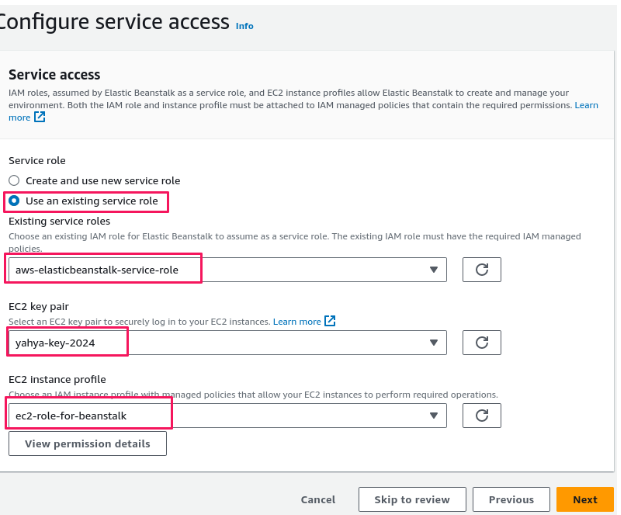 Configure service access Info
Service access
IAM roles, assumed by Elastic Beanstalk as a service role, and EC2 instance profiles allow Elastic Beanstalk to create and manage your
environment. Both the IAM role and instance profile must be attached to IAM managed policies that contain the required permissions. Learn
more
Service role
Create and use new service role
Use an existing service role
Existing service roles
Choose an existing IAM role for Elastic Beanstalk to assume as a service role. The existing IAM role must have the required IAM managed
policies.
aws-elasticbeanstalk-service-role
EC2 key pair
Select an EC2 key pair to securely log in to your EC2 instances. Learn more
yahya-key-2024
EC2 instance profile
Choose an IAM instance profile with managed policies that allow your EC2 instances to perform required operations.
ec2-role-for-beanstalk
View permission details
Cancel Skip to review Previous Next